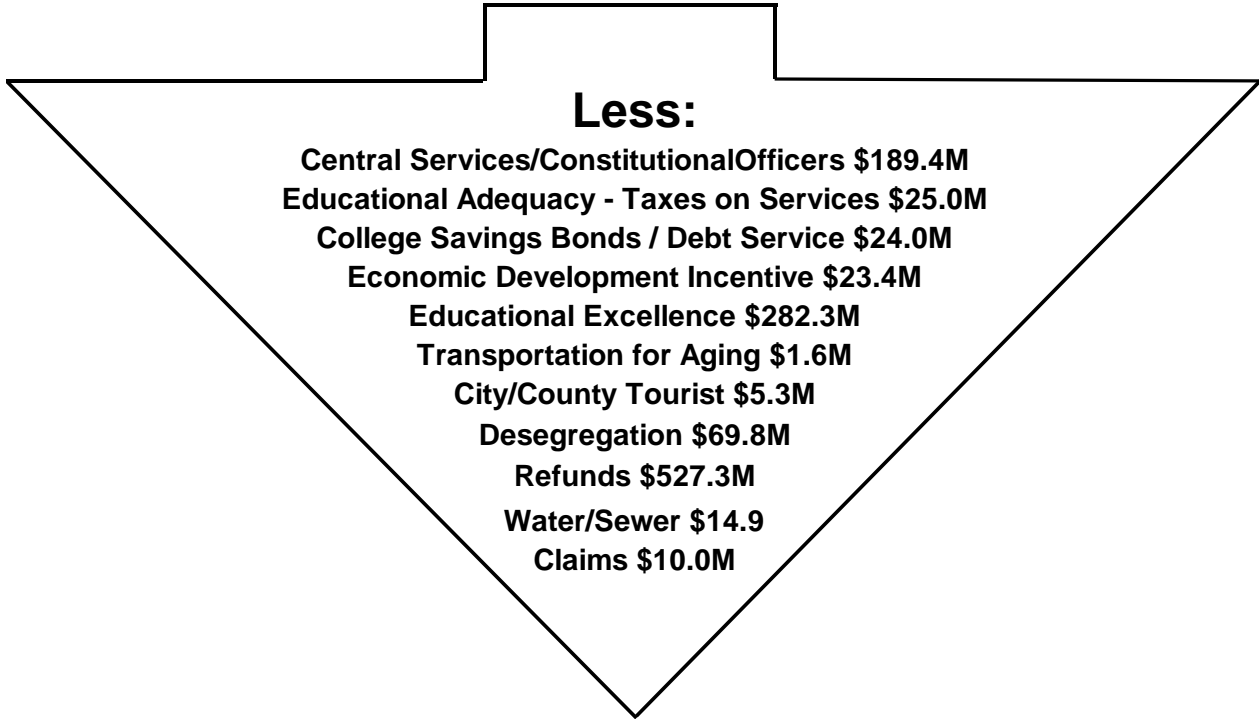 Less:
Central Services/ConstitutionalOfficers $189.4M
Educational Adequacy - Taxes on Services $25.0M
College Savings Bonds / Debt Service $24.0M
Economic Development Incentive $23.4M
Educational Excellence $282.3M
Transportation for Aging $1.6M
City/County Tourist $5.3M
Desegregation $69.8M
Refunds $527.3M
Water/Sewer $14.9
Claims $10.0M